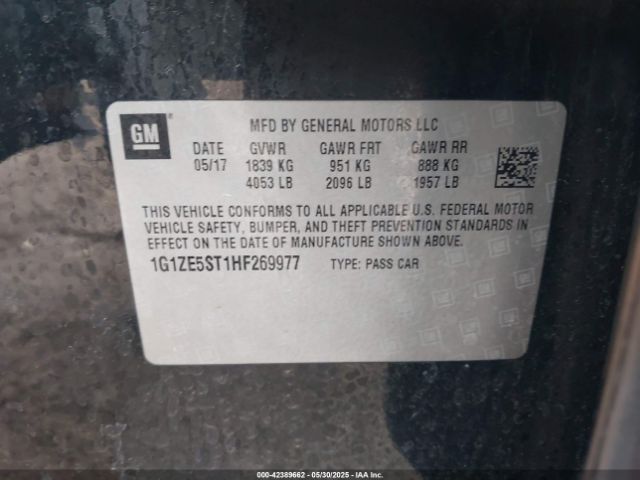 GM ®
MFD BY GENERAL MOTORS LLC
DATE GVWR GAWR FRT GAWR RR
05/17 1839 KG 951 KG 888 KG
4053 LB 2096 LB 1957 LB
THIS VEHICLE CONFORMS TO ALL APPLICABLE U.S. FEDERAL MOTOR
VEHICLE SAFETY, BUMPER, AND THEFT PREVENTION STANDARDS IN
EFFECT ON THE DATE OF MANUFACTURE SHOWN ABOVE.
1G1ZE5ST1HF269977 TYPE: PASS CAR
000-42389662 — 05/30/2025 — IAAI, Inc.